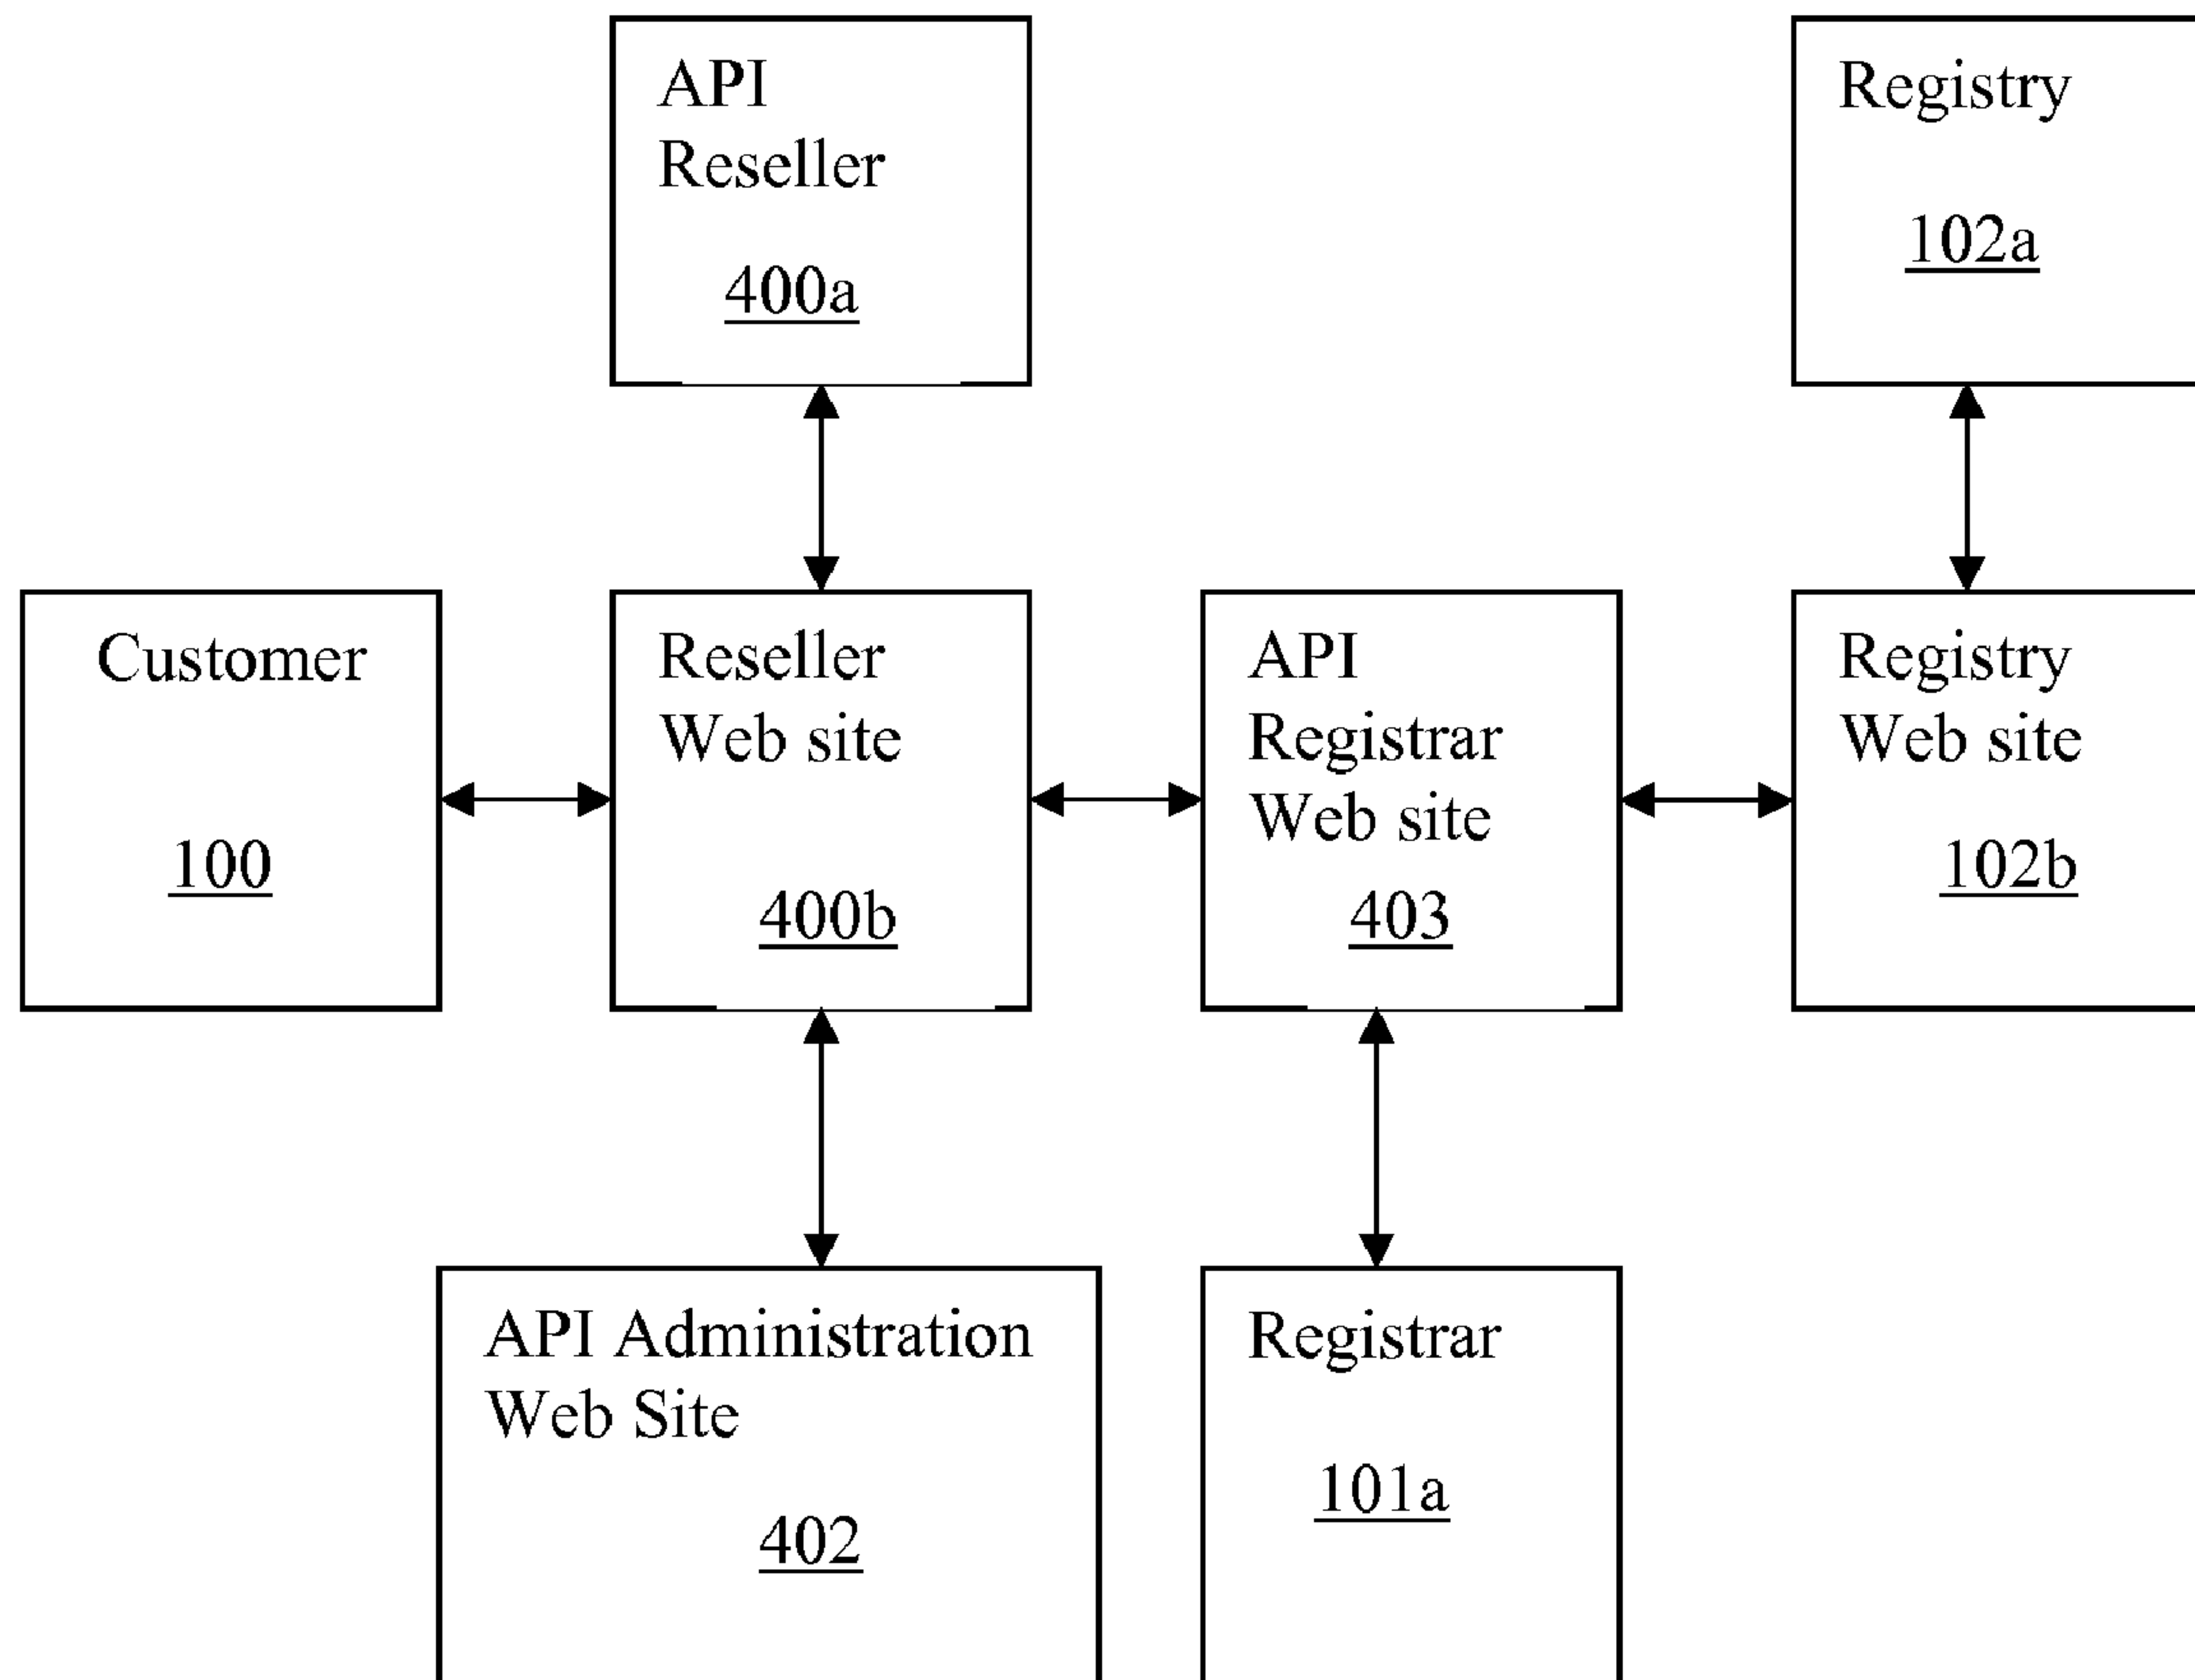 API
Reseller
400a
Registry
102a
Customer
100
Reseller
Web site
400b
API
Registrar
Web site
403
Registry
Web site
102b
API Administration
Web Site
402
Registrar
101a